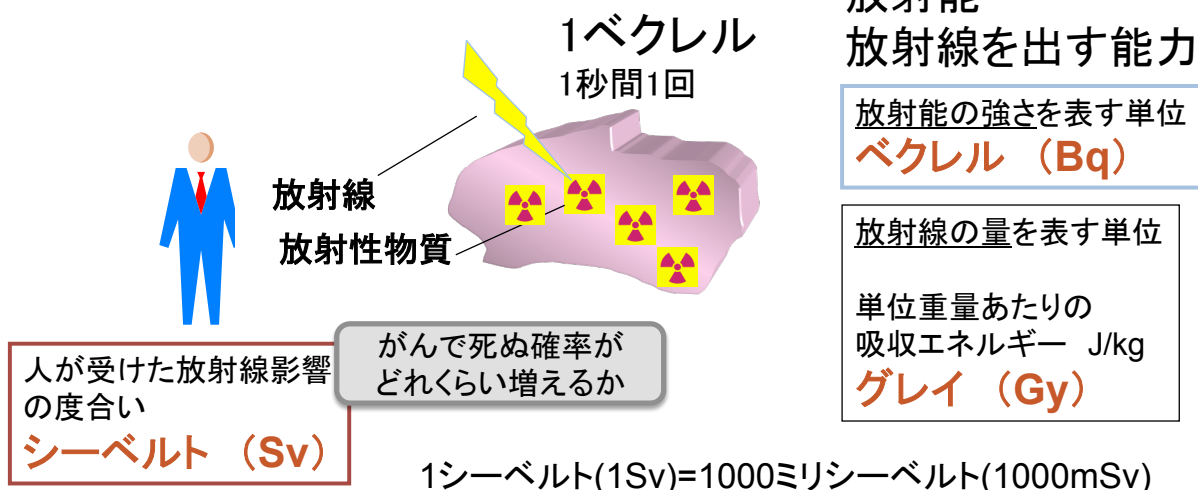 放射能
放射線を出す能力
1ベクレル
1秒間1回
放射能の強さを表す単位
ベクレル (Bq)
放射線
放射性物質
放射線の量を表す単位
単位重量あたりの
吸収エネルギー J/kg
グレイ (Gy)
がんで死ぬ確率が
どれくらい増えるか
人が受けた放射線影響
の度合い
シーベルト (Sv)
1シーベルト(1Sv)=1000ミリシーベルト(1000mSv)